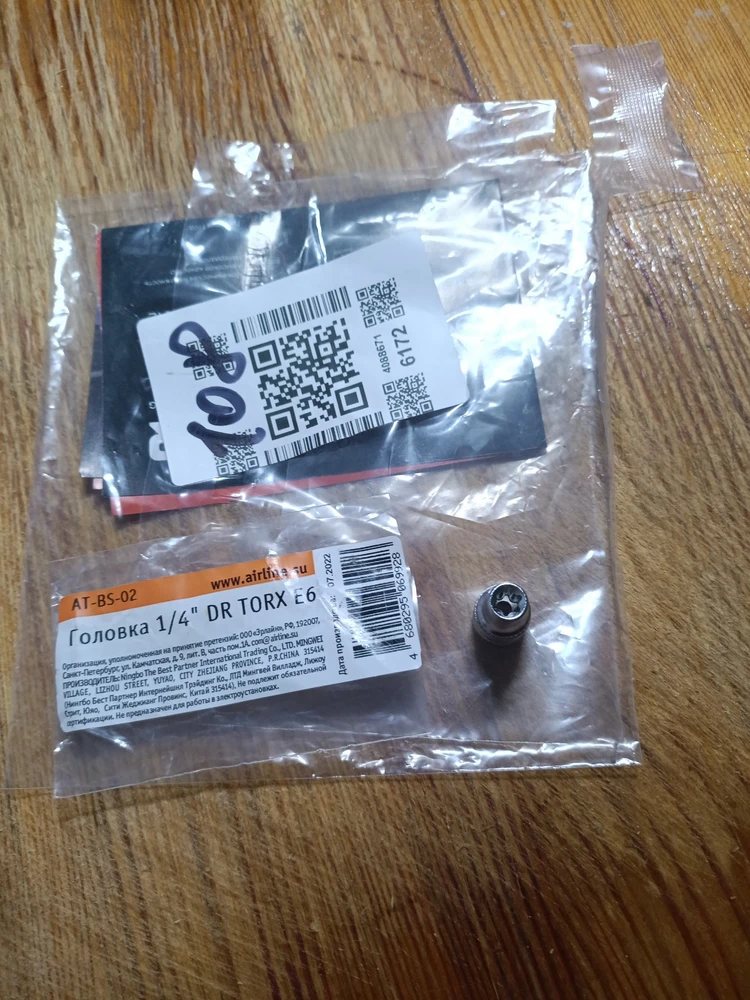 1080
4088671
6172
AT-BS-02
www.airline.su
Головка 1/4" DR TORX E6
Организация, уполномоченная на принятие претензий: ООО «Эрлайн», РФ, 192007,
Санкт-Петербург, ул. Камчатская, д. 9, лит. В, часть пом.1А, com@airline.su
ПРОИЗВОДИТЕЛЬ: Ningbo The Best Partner International Trading Co., LTD. MINGWEI
VILLAGE, LIZHOU STREET, YUYAO, CITY ZHEJIANG PROVINCE, P.R.CHINA 315414
(Нингбо Бест Партнер Интернейшнл Трэйдинг Ко., ЛТД Мингвей Вилладж, Лижоу
Юяо, Сити Жеджианг Провинс, Китай 315414). Не подлежит обязательной
Не предназначен для работы в электроустановках.
Дата
07.2022
4 680295 069928